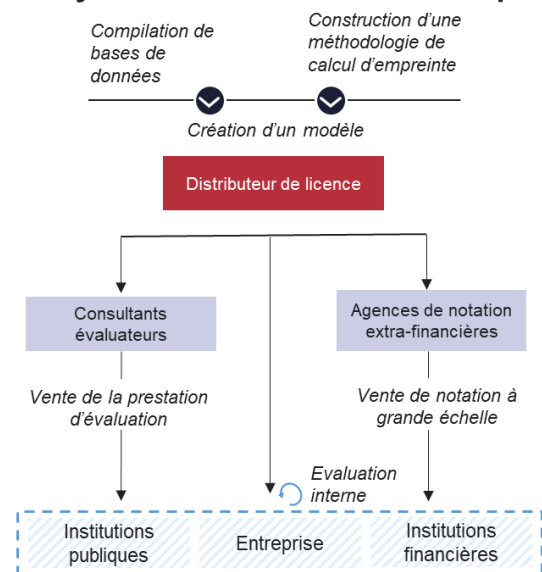 Compilation de
bases de
données
Construction d'une
méthodologie de
calcul d'empreinte
Création d'un modèle
Distributeur de licence
Consultants
évaluateurs
Agences de notation
extra-financières
Vente de la prestation
d'évaluation
Vente de notation à
grande échelle
Evaluation
interne
Institutions
publiques
Entreprise
Institutions
financières